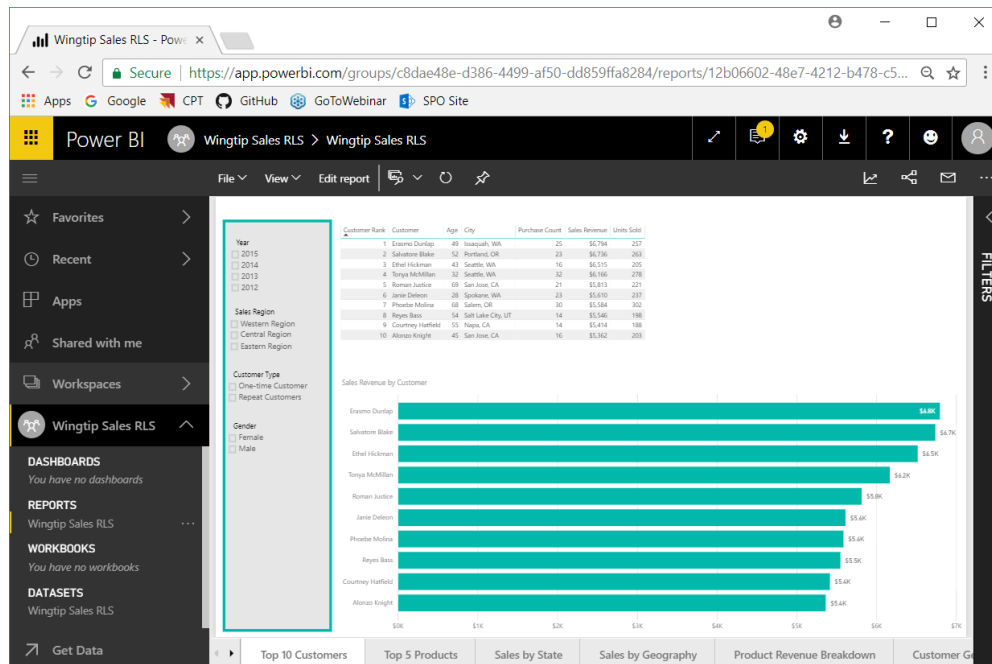 Wingtip Sales RLS - Powe
Secure | https://app.powerbi.com/groups/c8dae48e-d386-4499-af50-dd859ffa8284/reports/12b06602-48e7-4212-b478-c5...
Apps Google CPT GitHub GoToWebinar SPO Site
Power BI Wingtip Sales RLS > Wingtip Sales RLS 1 ?
File View Edit report
Favorites
Recent
Apps
Shared with me
Workspaces
Wingtip Sales RLS
DASHBOARDS
You have no dashboards
REPORTS
Wingtip Sales RLS ...
WORKBOOKS
You have no workbooks
DATASETS
Wingtip Sales RLS
Get Data
Year
2015
2014
2013
2012
Sales Region
Western Region
Central Region
Eastern Region
Customer Type
One-time Customer
Repeat Customers
Gender
Female
Male
Customer Rank Customer Age City Purchase Count Sales Revenue Units Sold
1 Erasmo Dunlap 49 Issaquah, WA 25 $6,794 257
2 Salvatore Blake 52 Portland, OR 23 $6,736 263
3 Ethel Hickman 43 Seattle, WA 16 $6,515 205
4 Tonya McMillan 32 Seattle, WA 32 $6,166 278
5 Roman Justice 69 San Jose, CA 21 $5,813 221
6 Janie Deleon 28 Spokane, WA 23 $5,610 237
7 Phoebe Molina 68 Salem, OR 30 $5,584 302
8 Reyes Bass 54 Salt Lake City, UT 14 $5,546 198
9 Courtney Hatfield 55 Napa, CA 14 $5,414 188
10 Alonzo Knight 45 San Jose, CA 16 $5,362 203
Sales Revenue by Customer
Erasmo Dunlap $6.8K
Salvatore Blake $6.7K
Ethel Hickman $6.5K
Tonya McMillan $6.2K
Roman Justice $5.8K
Janie Deleon $5.6K
Phoebe Molina $5.6K
Reyes Bass $5.5K
Courtney Hatfield $5.4K
Alonzo Knight $5.4K
$0K $1K $2K $3K $4K $5K $6K $7K
FILTERS
Top 10 Customers Top 5 Products Sales by State Sales by Geography Product Revenue Breakdown Customer Ge